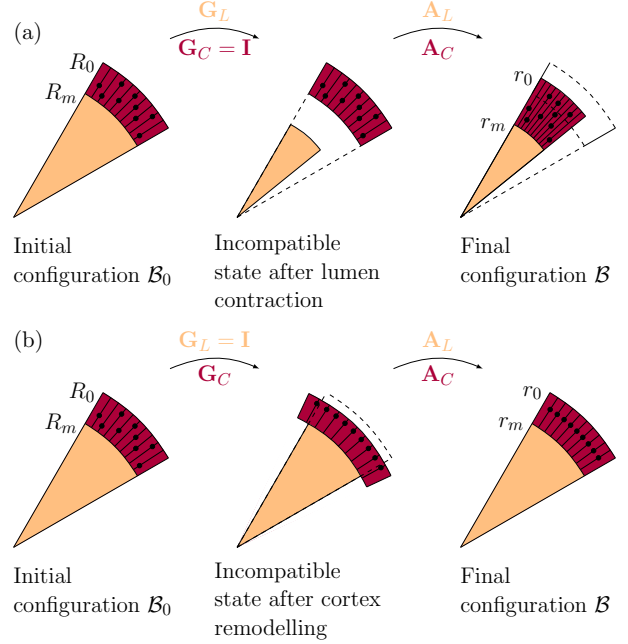 (a)
G_L
G_C = I
A_L
A_C
R_0
R_m
r_0
r_m
Initial
configuration ℬ_0
Incompatible
state after lumen
contraction
Final
configuration ℬ
(b)
G_L = I
G_C
A_L
A_C
R_0
R_m
r_0
r_m
Initial
configuration ℬ_0
Incompatible
state after cortex
remodelling
Final
configuration ℬ